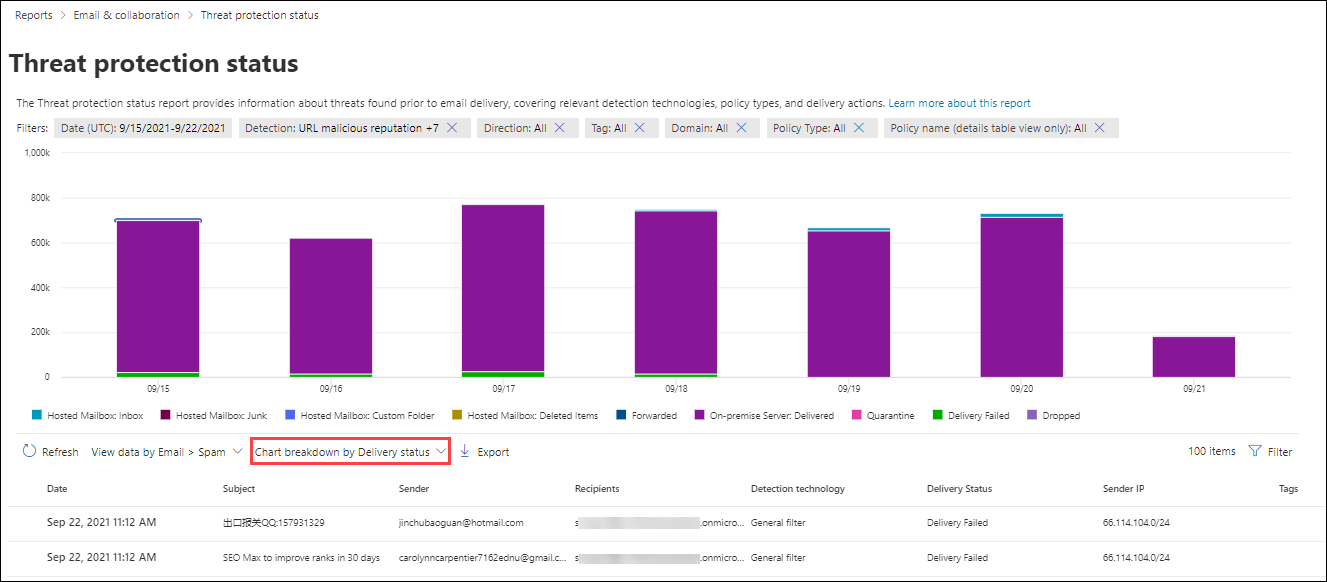 Reports > Email & collaboration > Threat protection status
Threat protection status
The Threat protection status report provides information about threats found prior to email delivery, covering relevant detection technologies, policy types, and delivery actions. Learn more about this report
Filters: Date (UTC): 9/15/2021-9/22/2021 Detection: URL malicious reputation +7 Direction: All Tag: All Domain: All Policy Type: All Policy name (details table view only): All
1,000k
800k
600k
400k
200k
0
09/15 09/16 09/17 09/18 09/19 09/20 09/21
Hosted Mailbox: Inbox Hosted Mailbox: Junk Hosted Mailbox: Custom Folder Hosted Mailbox: Deleted Items Forwarded On-premise Server: Delivered Quarantine Delivery Failed Dropped
Refresh View data by Email > Spam Chart breakdown by Delivery status Export 100 items Filter
Date Subject Sender Recipients Detection technology Delivery Status Sender IP Tags
Sep 22, 2021 11:12 AM 出口报关QQ:157931329 jinchubaoguan@hotmail.com s .onmicro... General filter Delivery Failed 66.114.104.0/24
Sep 22, 2021 11:12 AM SEO Max to improve ranks in 30 days carolynncarpentier7162ednu@gmail.c... s .onmicro... General filter Delivery Failed 66.114.104.0/24